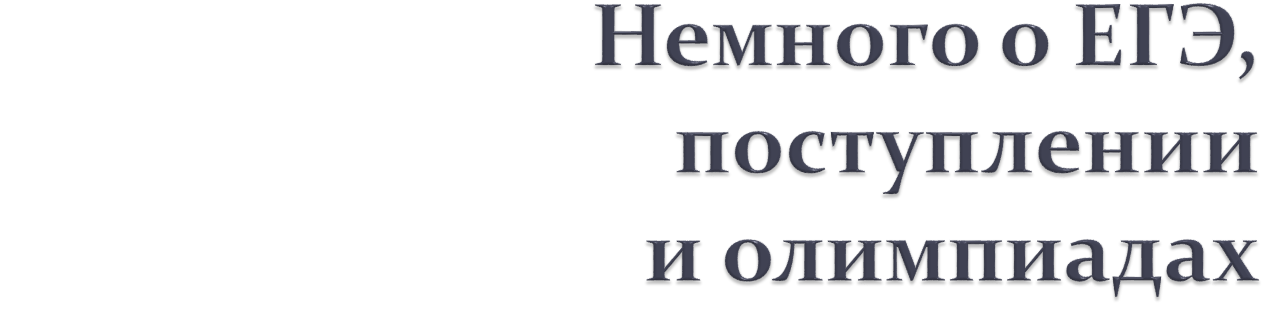 Немного о ЕГЭ,
поступлении
и олимпиадах